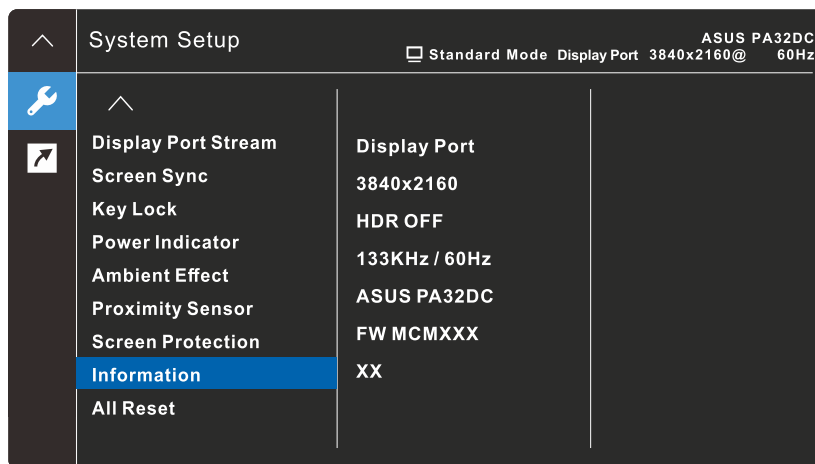 System Setup
ASUS PA32DC
Standard Mode Display Port 3840x2160@ 60Hz
Display Port Stream
Screen Sync
Key Lock
Power Indicator
Ambient Effect
Proximity Sensor
Screen Protection
Information
All Reset
Display Port
3840x2160
HDR OFF
133KHz / 60Hz
ASUS PA32DC
FW MCMXXX
XX